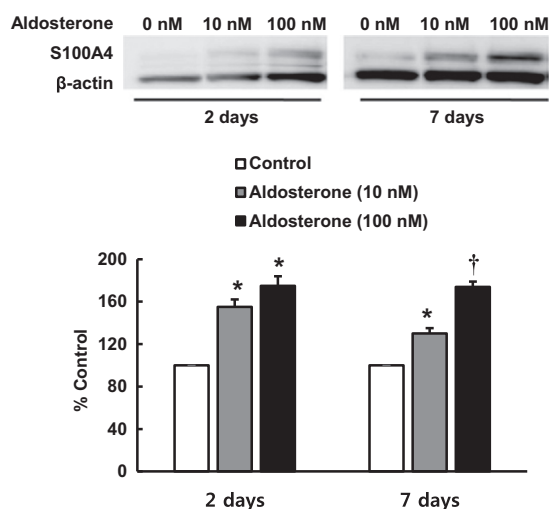 Aldosterone 0 nM 10 nM 100 nM 0 nM 10 nM 100 nM
S100A4
β-actin
2 days 7 days
Control
Aldosterone (10 nM)
Aldosterone (100 nM)
% Control
200
160
120
80
40
0
* * * †
2 days 7 days